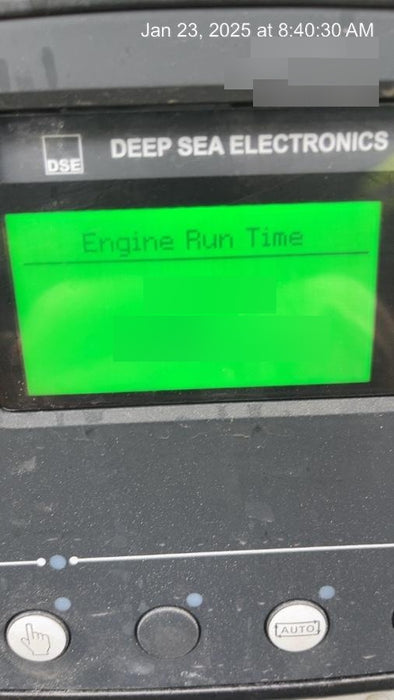 Jan 23, 2025 at 8:40:30 AM
DSE
DEEP SEA ELECTRONICS
Engine Run Time
AUTO